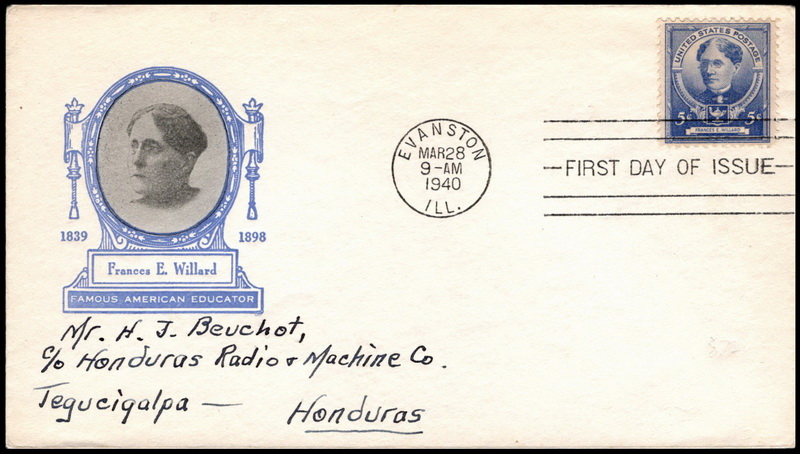 UNITED STATES POSTAGE
5¢ 5¢
FRANCES E. WILLARD
EVANSTON
MAR 28
9-AM
1940
ILL.
FIRST DAY OF ISSUE
1839 1898
Frances E. Willard
FAMOUS AMERICAN EDUCATOR
Mr. H. J. Beuchot,
c/o Honduras Radio & Machine Co.
Tegucigalpa — Honduras